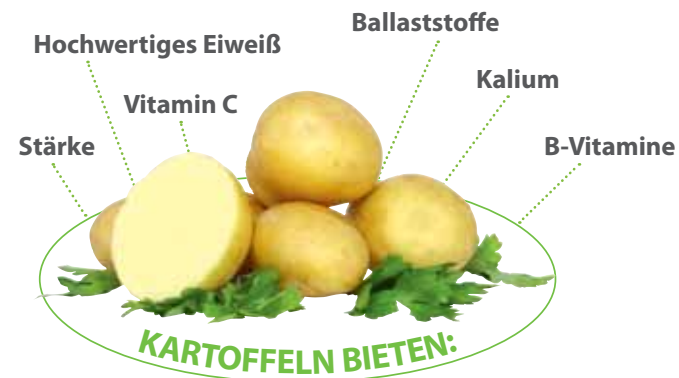 Ballaststoffe
Hochwertiges Eiweiß
Kalium
Vitamin C
Stärke
B-Vitamine
KARTOFFELN BIETEN: